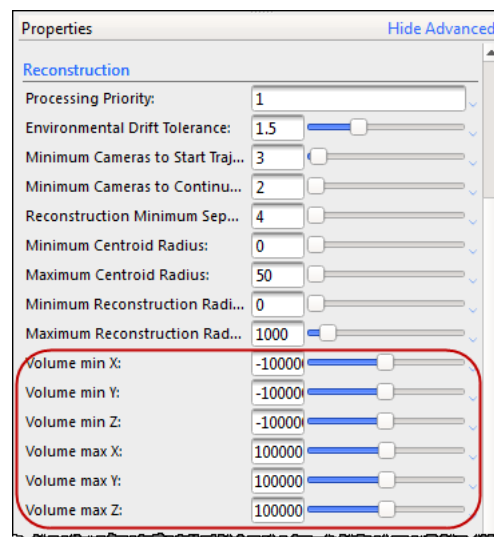 Properties Hide Advanced
Reconstruction
Processing Priority: 1
Environmental Drift Tolerance: 1.5
Minimum Cameras to Start Traj... 3
Minimum Cameras to Continu... 2
Reconstruction Minimum Sep... 4
Minimum Centroid Radius: 0
Maximum Centroid Radius: 50
Minimum Reconstruction Radi... 0
Maximum Reconstruction Rad... 1000
Volume min X: -10000
Volume min Y: -10000
Volume min Z: -10000
Volume max X: 100000
Volume max Y: 100000
Volume max Z: 100000